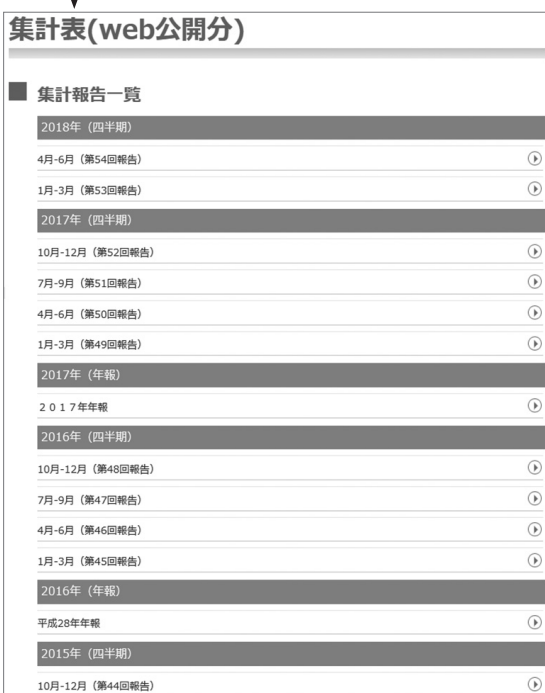 集計表(web公開分)
集計報告一覧
2018年（四半期）
4月-6月（第54回報告）
1月-3月（第53回報告）
2017年（四半期）
10月-12月（第52回報告）
7月-9月（第51回報告）
4月-6月（第50回報告）
1月-3月（第49回報告）
2017年（年報）
２０１７年年報
2016年（四半期）
10月-12月（第48回報告）
7月-9月（第47回報告）
4月-6月（第46回報告）
1月-3月（第45回報告）
2016年（年報）
平成28年年報
2015年（四半期）
10月-12月（第44回報告）